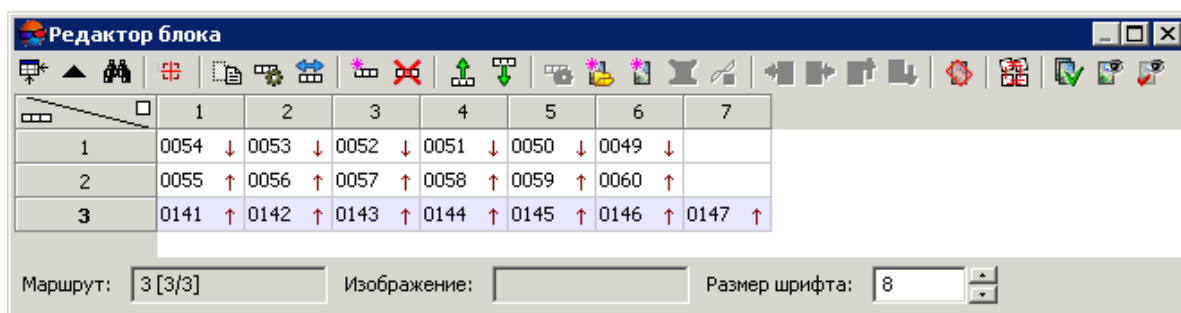 Редактор блока
1 2 3 4 5 6 7
1 0054 ↓ 0053 ↓ 0052 ↓ 0051 ↓ 0050 ↓ 0049 ↓
2 0055 ↑ 0056 ↑ 0057 ↑ 0058 ↑ 0059 ↑ 0060 ↑
3 0141 ↑ 0142 ↑ 0143 ↑ 0144 ↑ 0145 ↑ 0146 ↑ 0147 ↑
Маршрут: 3 [3/3] Изображение: Размер шрифта: 8